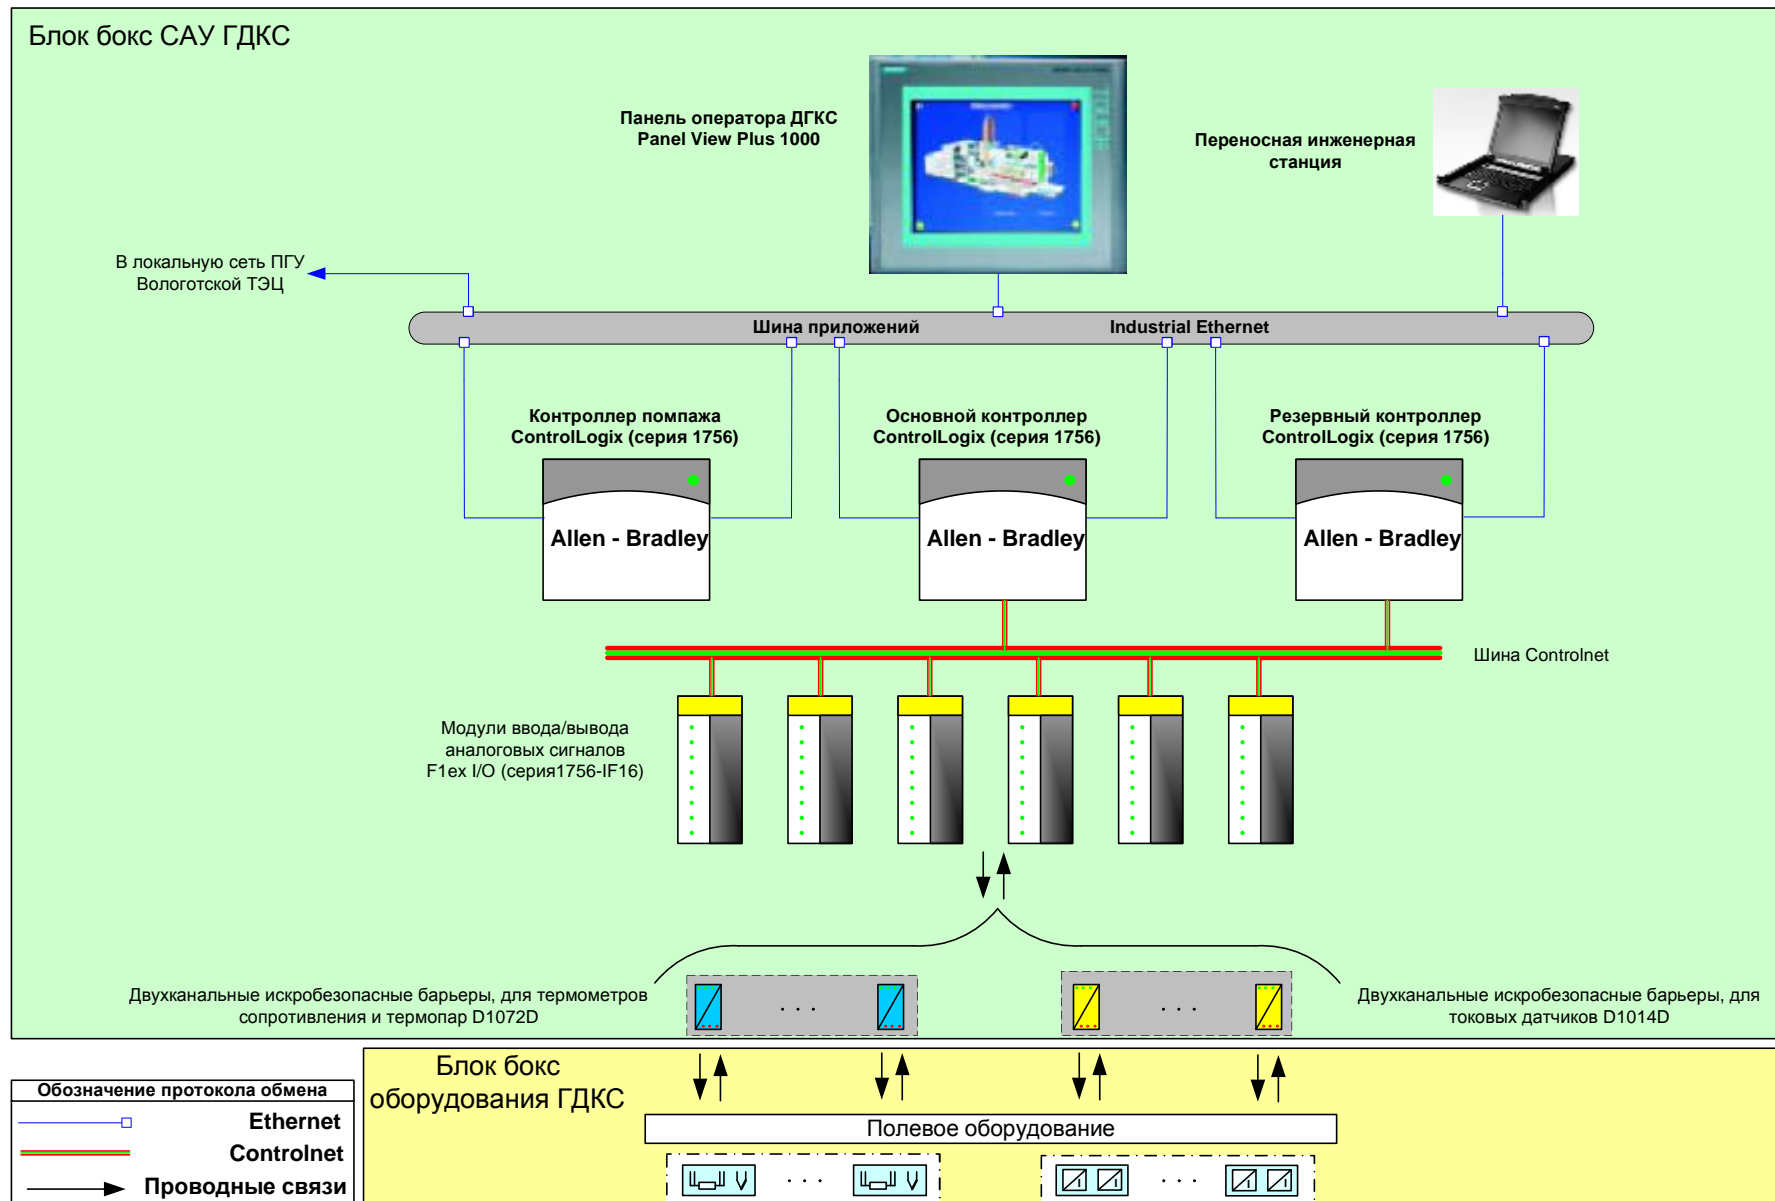 Блок бокс САУ ГДКС
Панель оператора ДГКС
Panel View Plus 1000
Переносная инженерная
станция
В локальную сеть ПГУ
Вологотской ТЭЦ
Шина приложений
Industrial Ethernet
Контроллер помпажа
ControlLogix (серия 1756)
Основной контроллер
ControlLogix (серия 1756)
Резервный контроллер
ControlLogix (серия 1756)
Allen - Bradley
Allen - Bradley
Allen - Bradley
Шина Controlnet
Модули ввода/вывода
аналоговых сигналов
F1ex I/O (серия1756-IF16)
Двухканальные искробезопасные барьеры, для термометров
сопротивления и термопар D1072D
. . .
. . .
Двухканальные искробезопасные барьеры, для
токовых датчиков D1014D
Блок бокс
оборудования ГДКС
Обозначение протокола обмена
Ethernet
Controlnet
Проводные связи
Полевое оборудование
. . .
. . .